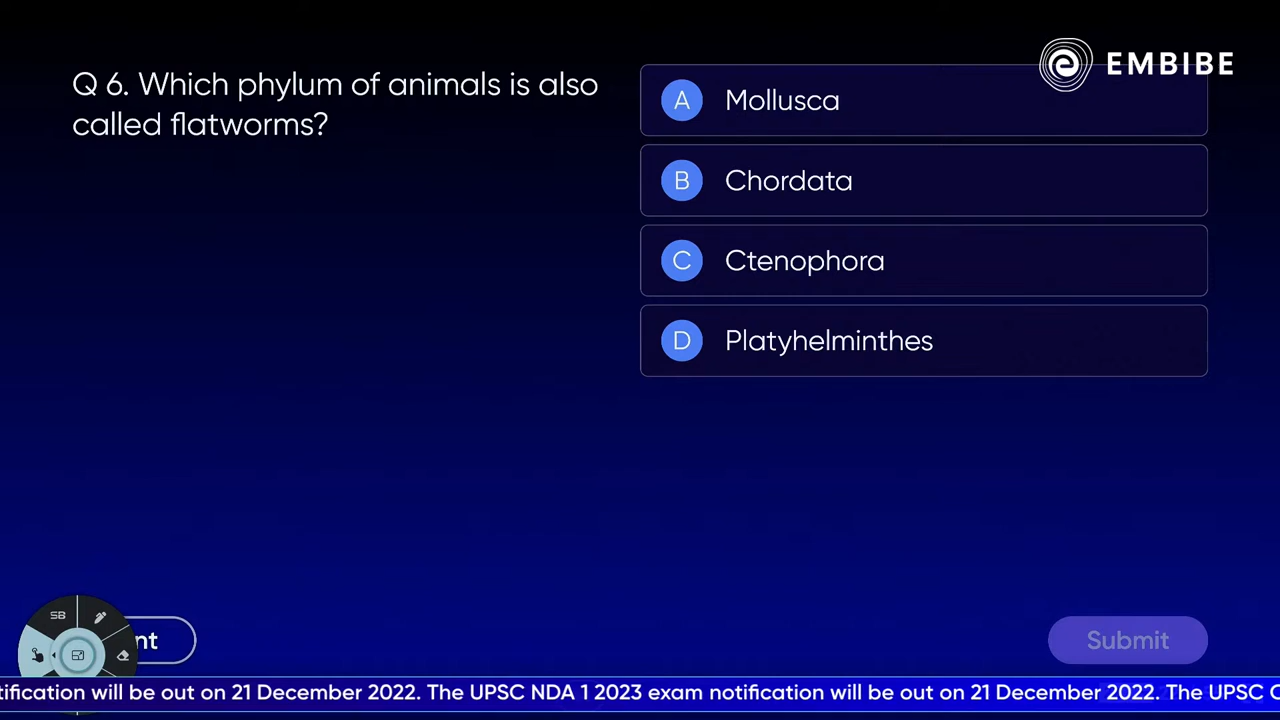 EMBIBE
Q 6. Which phylum of animals is also
called flatworms?
A Mollusca
B Chordata
C Ctenophora
D Platyhelminthes
SB
Submit
will be out on 21 December 2022. The UPSC NDA 1 2023 exam notification will be out on 21 December 2022. The UPSC